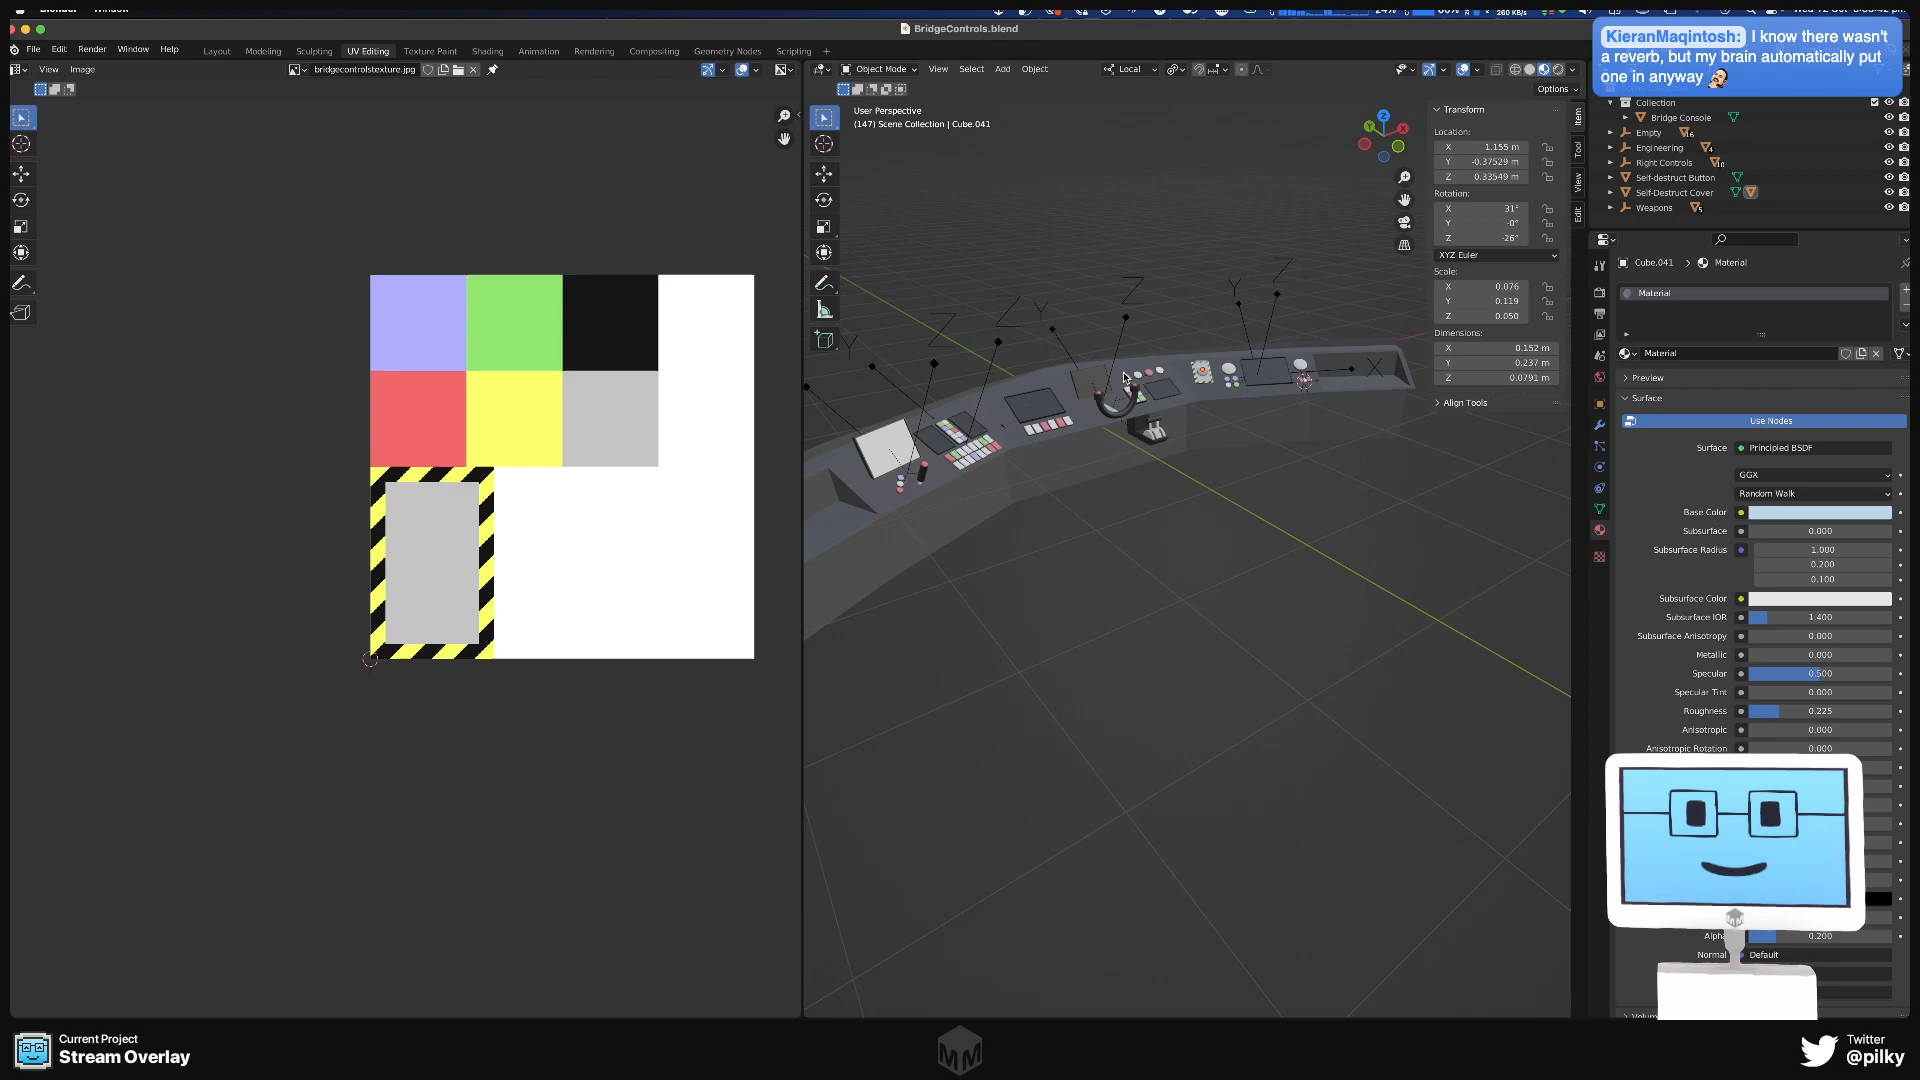 BridgeControls.blend
File Edit Render Window Help
Layout Modeling Sculpting UV Editing Texture Paint Shading Animation Rendering Compositing Geometry Nodes Scripting +
View Image
bridgecontrolstexture.jpg
Object Mode View Select Add Object
Local
Options
User Perspective
(147) Scene Collection | Cube.041
Transform
Location:
X 1.155 m
Y -0.37529 m
Z 0.33549 m
Rotation:
X 31°
Y -0°
Z -26°
XYZ Euler
Scale:
X 0.076
Y 0.119
Z 0.050
Dimensions:
X 0.152 m
Y 0.237 m
Z 0.0791 m
Align Tools
Item
Tool
View
Edit
KieranMaqintosh: I know there wasn't
a reverb, but my brain automatically put
one in anyway
Collection
Bridge Console
Empty
Engineering
Right Controls
Self-destruct Button
Self-Destruct Cover
Weapons
Cube.041 > Material
Material
Material
Preview
Surface
Use Nodes
Surface Principled BSDF
GGX
Random Walk
Base Color
Subsurface 0.000
Subsurface Radius 1.000
0.200
0.100
Subsurface Color
Subsurface IOR 1.400
Subsurface Anisotropy 0.000
Metallic 0.000
Specular 0.500
Specular Tint 0.000
Roughness 0.225
Anisotropic 0.000
Anisotropic Rotation 0.000
Alpha 0.200
Normal Default
Current Project
Stream Overlay
Twitter
@pilky